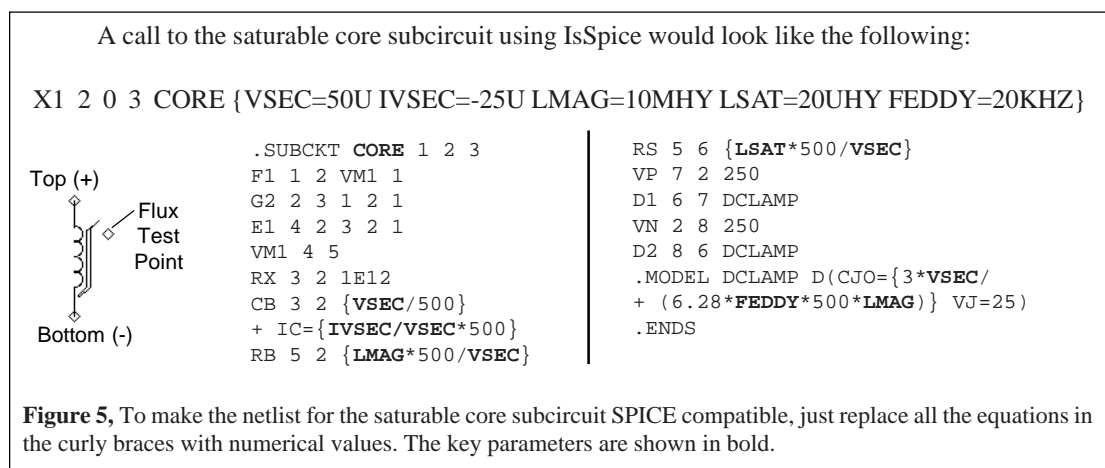 A call to the saturable core subcircuit using IsSpice would look like the following:
X1 2 0 3 CORE {VSEC=50U IVSEC=-25U LMAG=10MHY LSAT=20UHY FEDDY=20KHZ}
Top (+)
Flux
Test
Point
Bottom (-)
.SUBCKT CORE 1 2 3
F1 1 2 VM1 1
G2 2 3 1 2 1
E1 4 2 3 2 1
VM1 4 5
RX 3 2 1E12
CB 3 2 {VSEC/500}
+ IC={IVSEC/VSEC*500}
RB 5 2 {LMAG*500/VSEC}
RS 5 6 {LSAT*500/VSEC}
VP 7 2 250
D1 6 7 DCLAMP
VN 2 8 250
D2 8 6 DCLAMP
.MODEL DCLAMP D(CJO={3*VSEC/
+ (6.28*FEDDY*500*LMAG)} VJ=25)
.ENDS
Figure 5, To make the netlist for the saturable core subcircuit SPICE compatible, just replace all the equations in
the curly braces with numerical values. The key parameters are shown in bold.